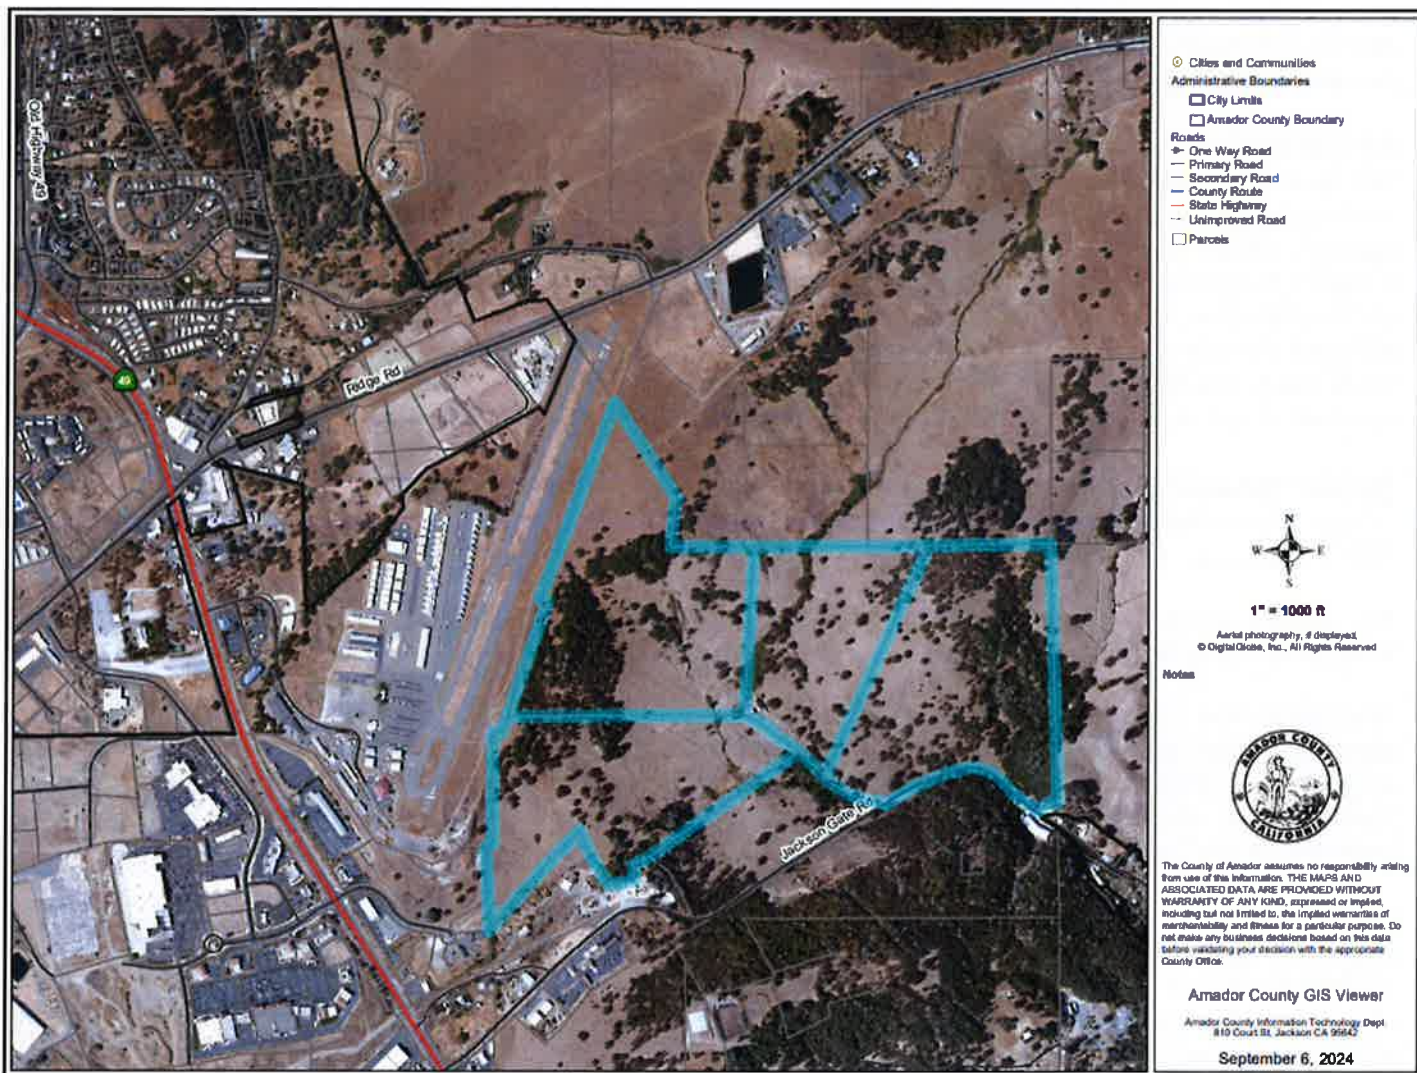 Old Highway 49
49
Ridge Rd
Jackson Gate Rd
Cities and Communities
Administrative Boundaries
City Limits
Amador County Boundary
Roads
One Way Road
Primary Road
Secondary Road
County Route
State Highway
Unimproved Road
Parcels
N
W E
S
1" = 1000 ft
Aerial photography, if displayed,
© DigitalGlobe, Inc., All Rights Reserved
Notes
AMADOR COUNTY
CALIFORNIA
The County of Amador assumes no responsibility arising
from use of this information. THE MAPS AND
ASSOCIATED DATA ARE PROVIDED WITHOUT
WARRANTY OF ANY KIND, expressed or implied,
including but not limited to, the implied warranties of
merchantability and fitness for a particular purpose. Do
not make any business decisions based on this data
before validating your decision with the appropriate
County Office.
Amador County GIS Viewer
Amador County Information Technology Dept
810 Court St, Jackson CA 95642
September 6, 2024